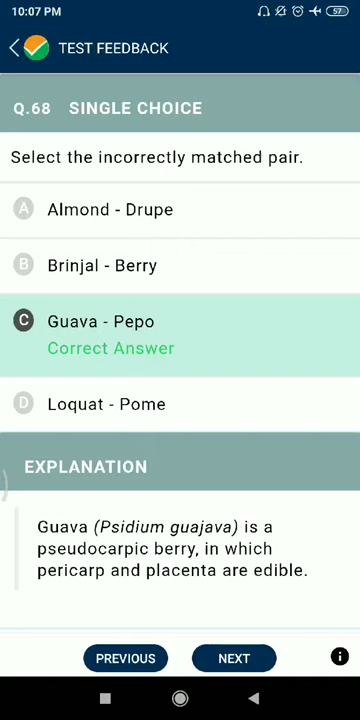 10:07 PM
57
TEST FEEDBACK
Q.68 SINGLE CHOICE
Select the incorrectly matched pair.
A Almond - Drupe
B Brinjal - Berry
C Guava - Pepo
Correct Answer
D Loquat - Pome
EXPLANATION
Guava (Psidium guajava) is a
pseudocarpic berry, in which
pericarp and placenta are edible.
PREVIOUS
NEXT